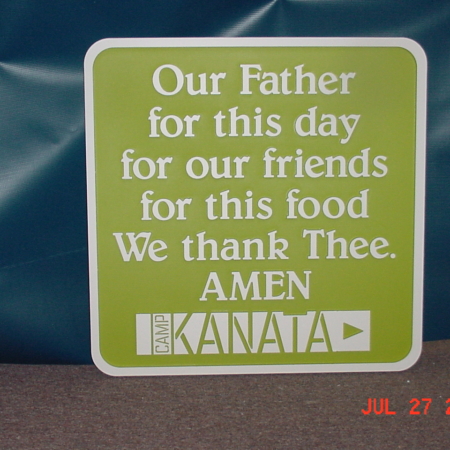 Our Father
for this day
for our friends
for this food
We thank Thee.
AMEN
CAMP KANATA
JUL 27